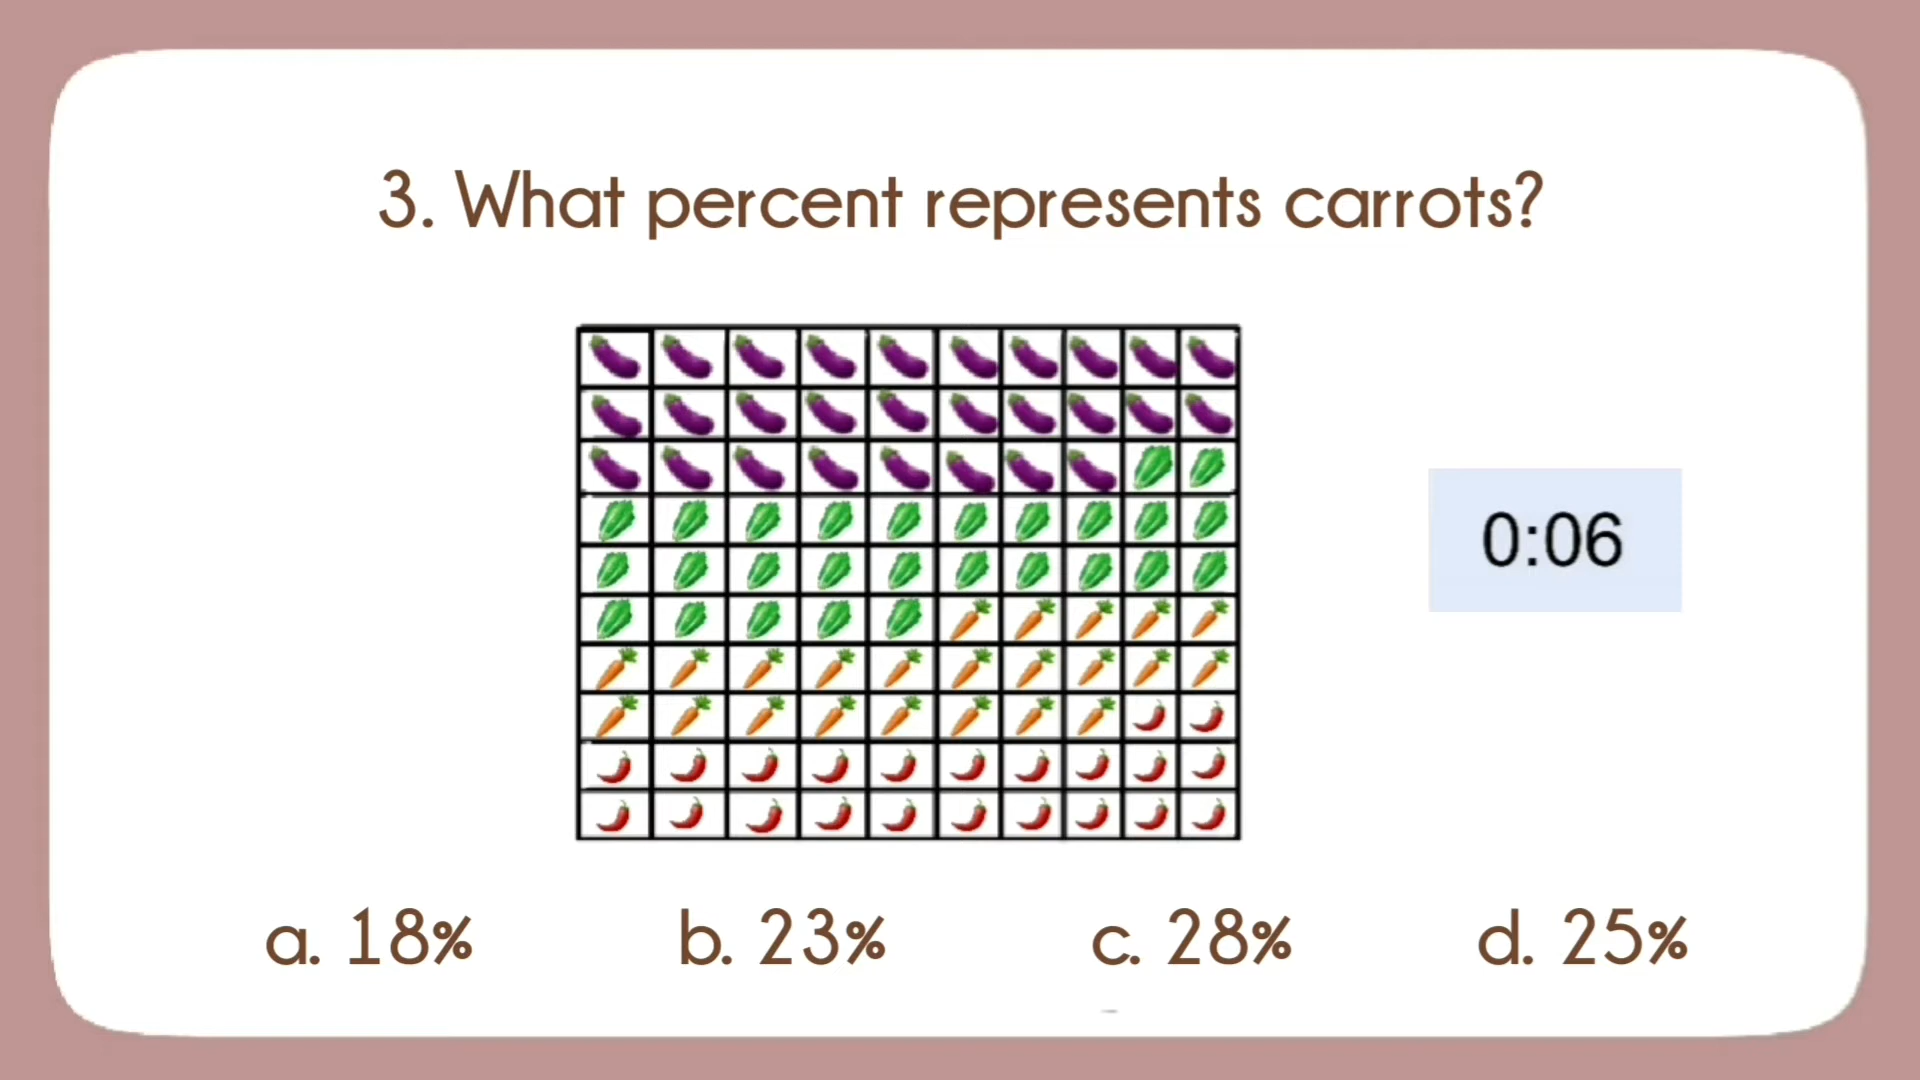 3. What percent represents carrots?
0:06
a. 18% b. 23% c. 28% d. 25%